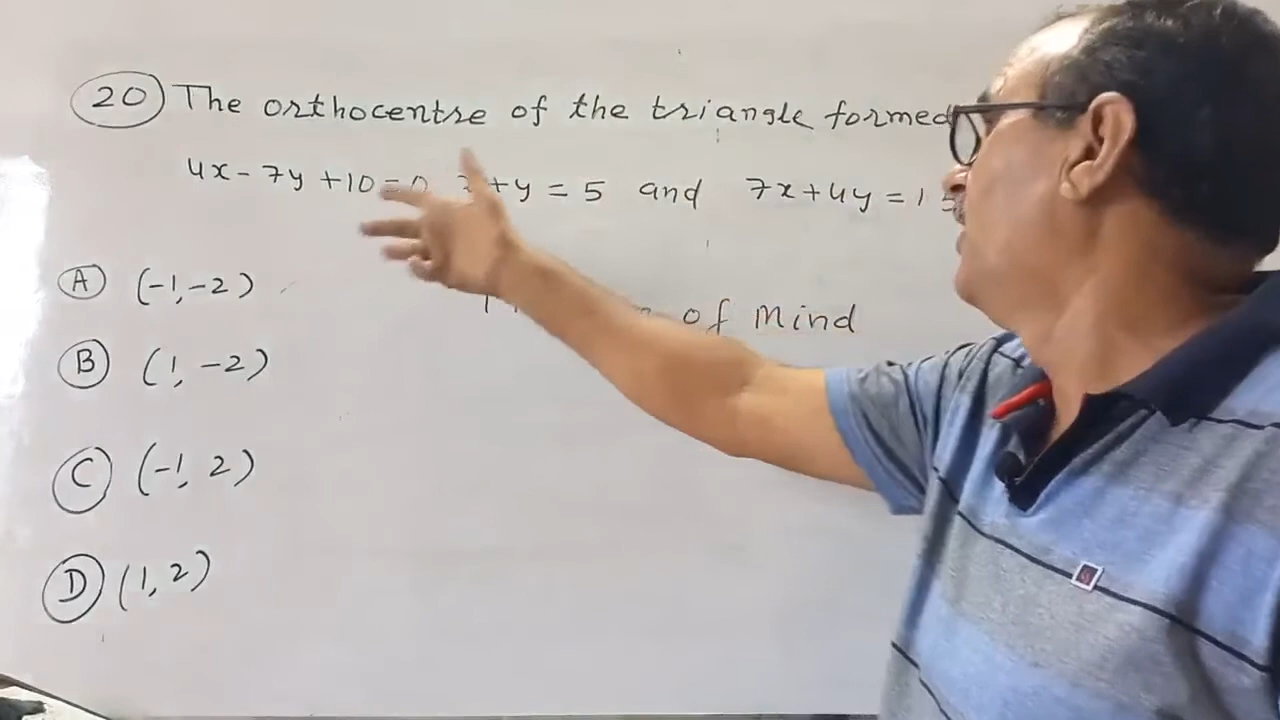 20 The orthocentre of the triangle formed
4x - 7y + 10 = 0, x + y = 5 and 7x + 4y = 15
of Mind
A (-1, -2)
B (1, -2)
C (-1, 2)
D (1, 2)